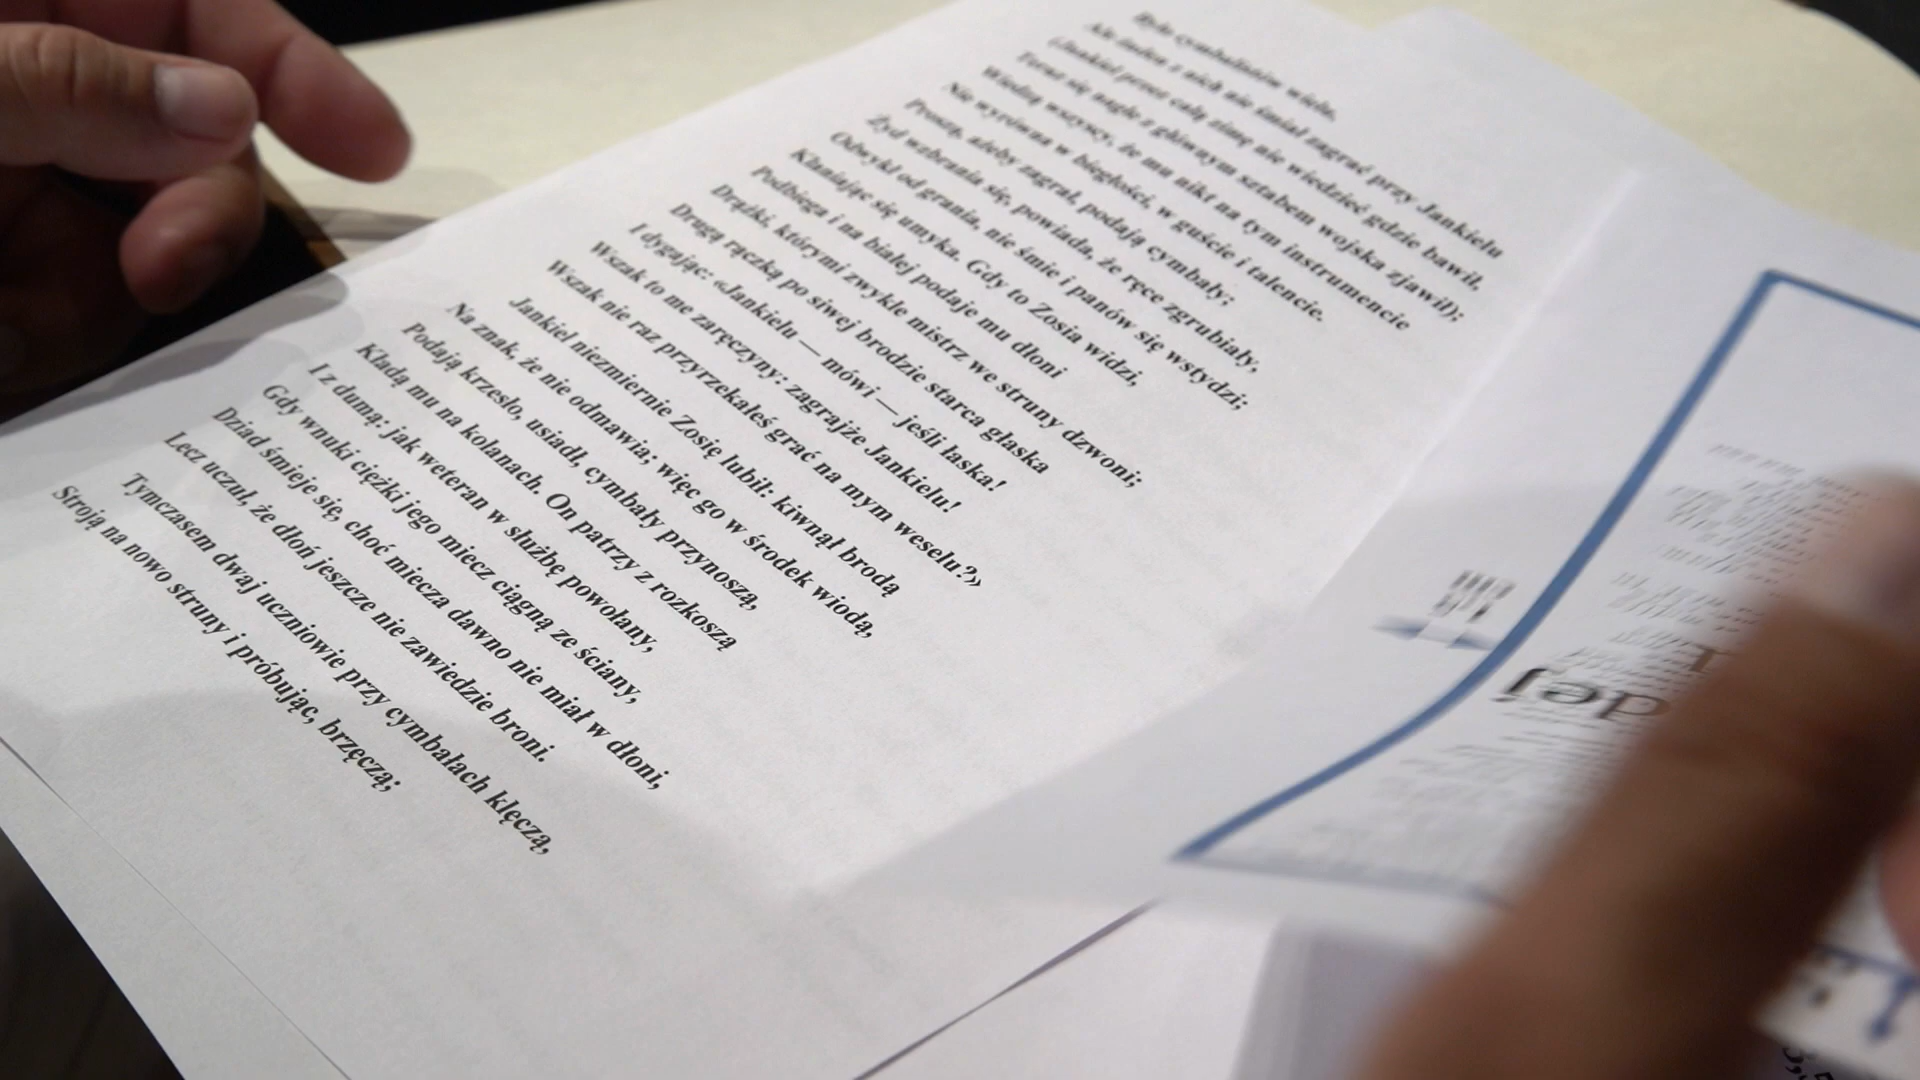 Było cymbalistów wielu,
Ale żaden z nich nie śmiał zagrać przy Jankielu
(Jankiel przez całą zimę nie wiedzieć gdzie bawił,
Teraz się nagle z głównym sztabem wojska zjawił);
Wiedzą wszyscy, że mu nikt na tym instrumencie
Nie wyrówna w biegłości, w guście i talencie.
Proszą, ażeby zagrał, podają cymbały;
Żyd wzbrania się, powiada, że ręce zgrubiały,
Odwykł od grania, nie śmie i panów się wstydzi;
Kłaniając się umyka. Gdy to Zosia widzi,
Podbiega i na białej podaje mu dłoni
Drążki, którymi zwykle mistrz we struny dzwoni;
Drugą rączką po siwej brodzie starca głaska
I dygając: «Jankielu — mówi — jeśli łaska!
Wszak to me zaręczyny: zagrajże Jankielu!
Wszak nie raz przyrzekałeś grać na mym weselu?»
Jankiel niezmiernie Zosię lubił: kiwnął brodą
Na znak, że nie odmawia; więc go w środek wiodą,
Podają krzesło, usiadł, cymbały przynoszą,
Kładą mu na kolanach. On patrzy z rozkoszą
I z dumą: jak weteran w służbę powołany,
Gdy wnuki ciężki jego miecz ciągną ze ściany,
Dziad śmieje się, choć miecza dawno nie miał w dłoni,
Lecz uczuł, że dłoń jeszcze nie zawiedzie broni.
Tymczasem dwaj uczniowie przy cymbałach klęczą,
Stroją na nowo struny i próbując, brzęczą;